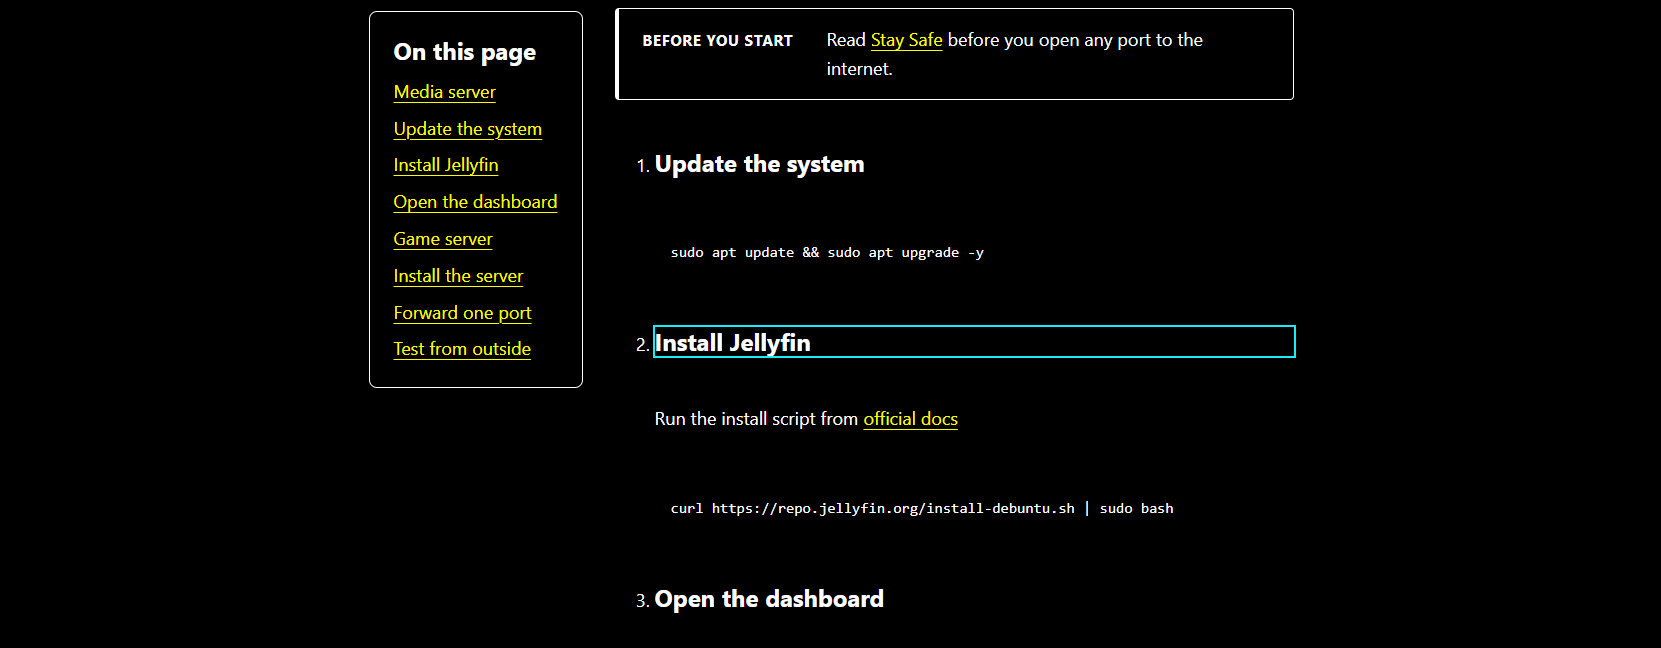 On this page
Media server
Update the system
Install Jellyfin
Open the dashboard
Game server
Install the server
Forward one port
Test from outside
BEFORE YOU START
Read Stay Safe before you open any port to the
internet.
1. Update the system
sudo apt update && sudo apt upgrade -y
2. Install Jellyfin
Run the install script from official docs
curl https://repo.jellyfin.org/install-debuntu.sh | sudo bash
3. Open the dashboard